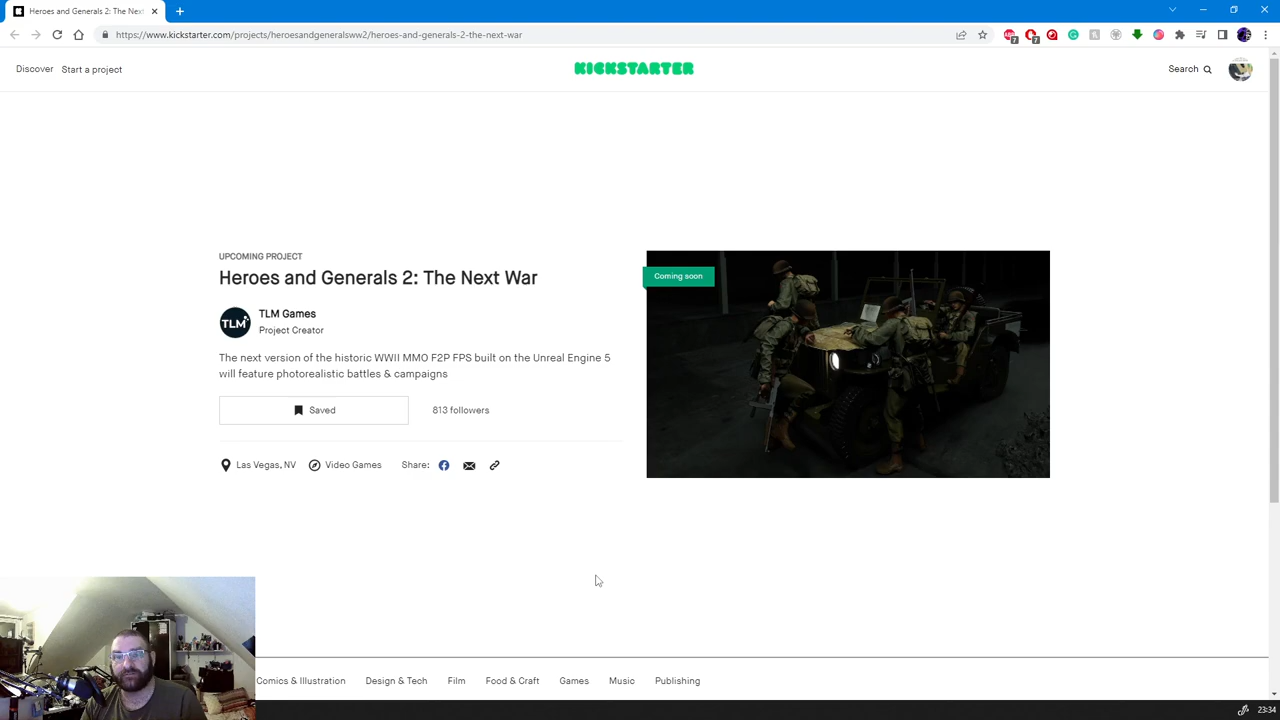 Heroes and Generals 2: The Next
https://www.kickstarter.com/projects/heroesandgeneralsww2/heroes-and-generals-2-the-next-war
7
7
Discover
Start a project
KICKSTARTER
Search
UPCOMING PROJECT
Heroes and Generals 2: The Next War
TLM
TLM Games
Project Creator
The next version of the historic WWII MMO F2P FPS built on the Unreal Engine 5
will feature photorealistic battles & campaigns
Saved
813 followers
Las Vegas, NV
Video Games
Share:
Coming soon
Comics & Illustration
Design & Tech
Film
Food & Craft
Games
Music
Publishing
23:34